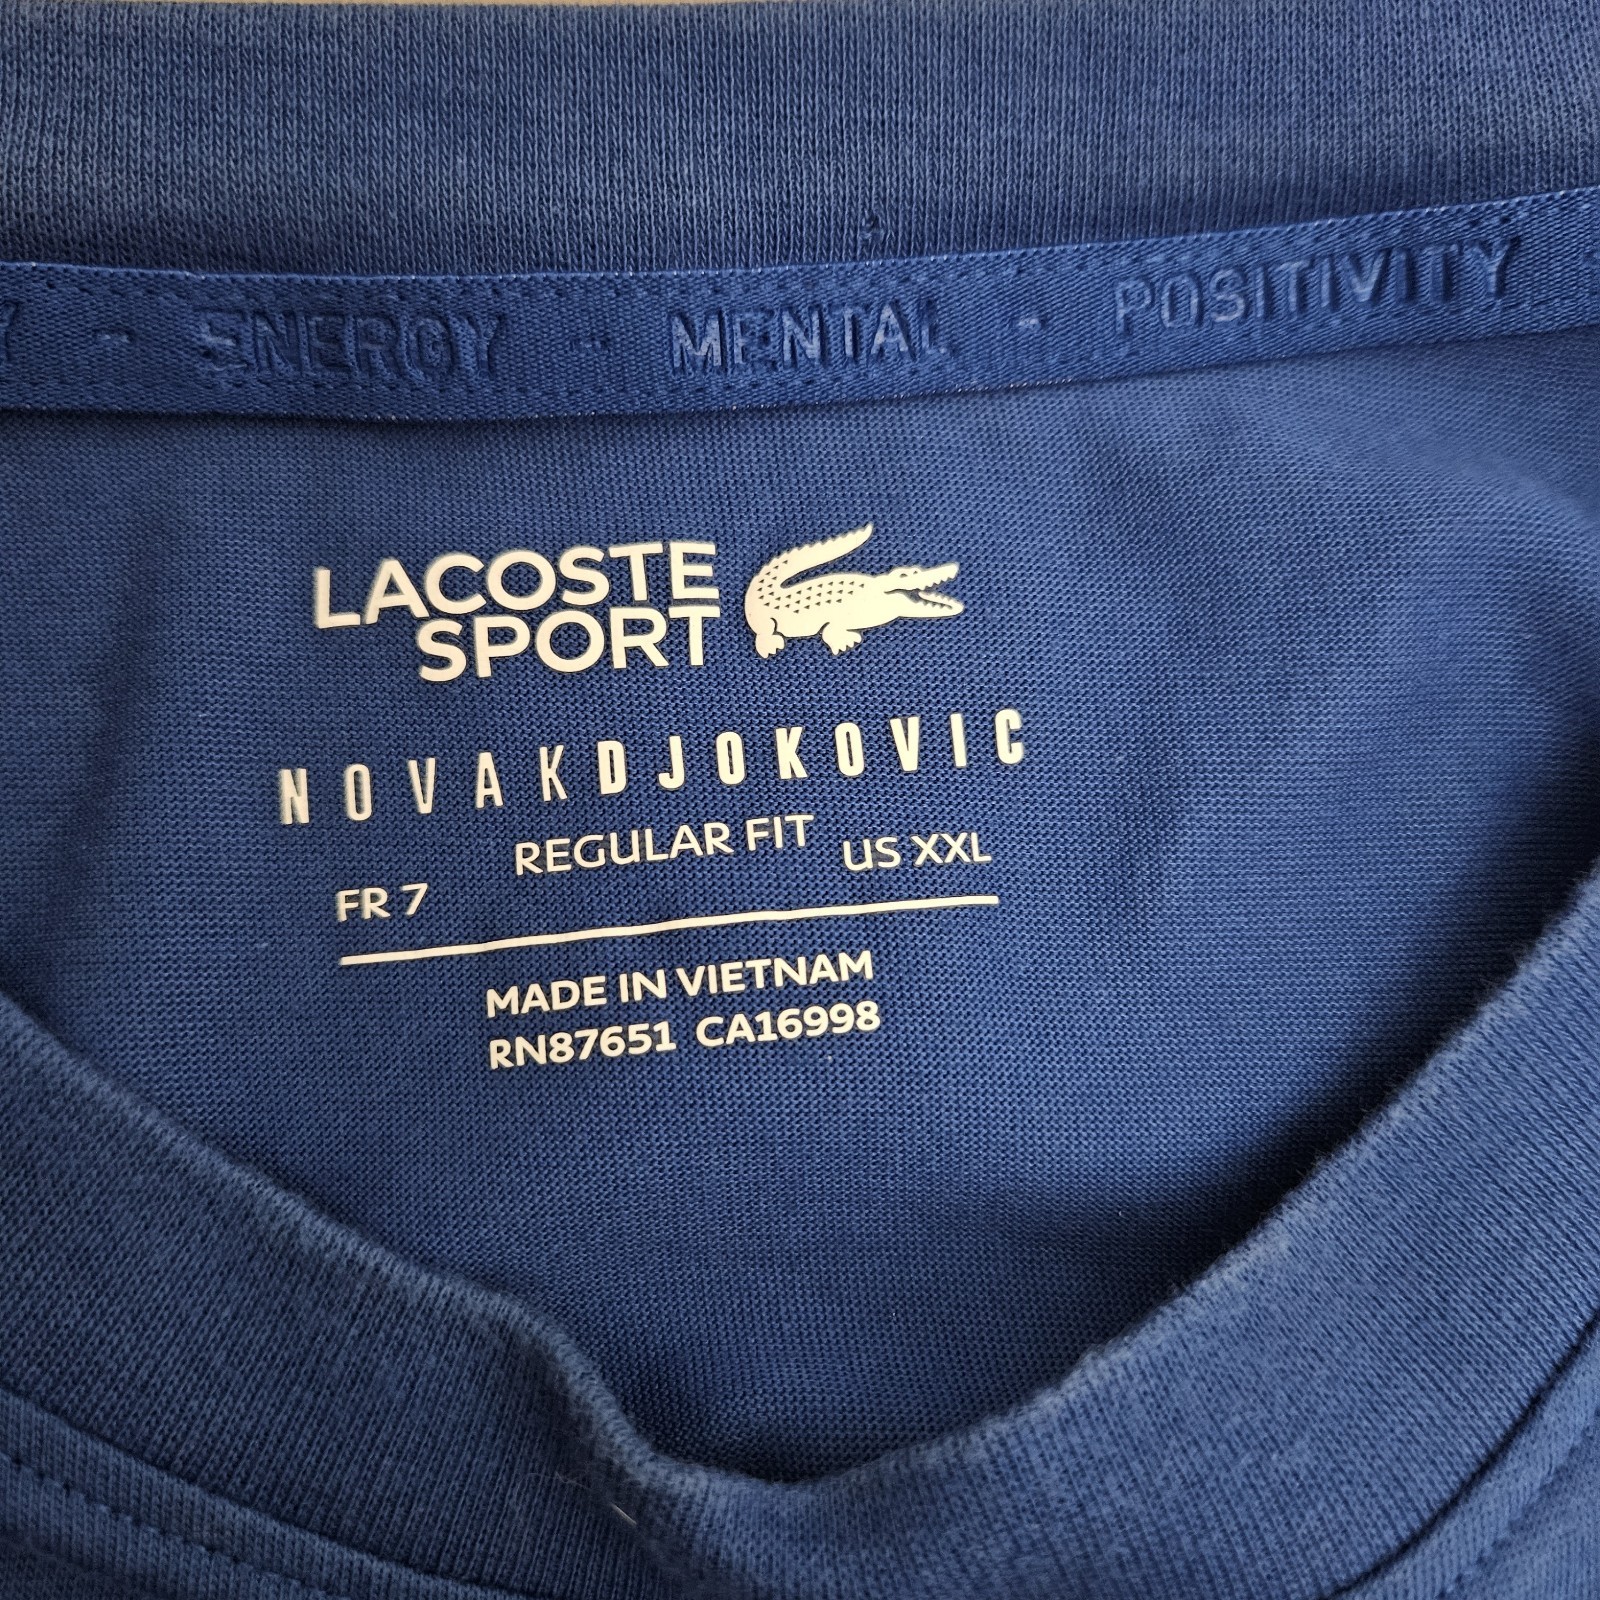 - ENERGY - MENTAL - POSITIVITY
LACOSTE
SPORT
NOVAKDJOKOVIC
REGULAR FIT
FR 7 US XXL
MADE IN VIETNAM
RN87651 CA16998